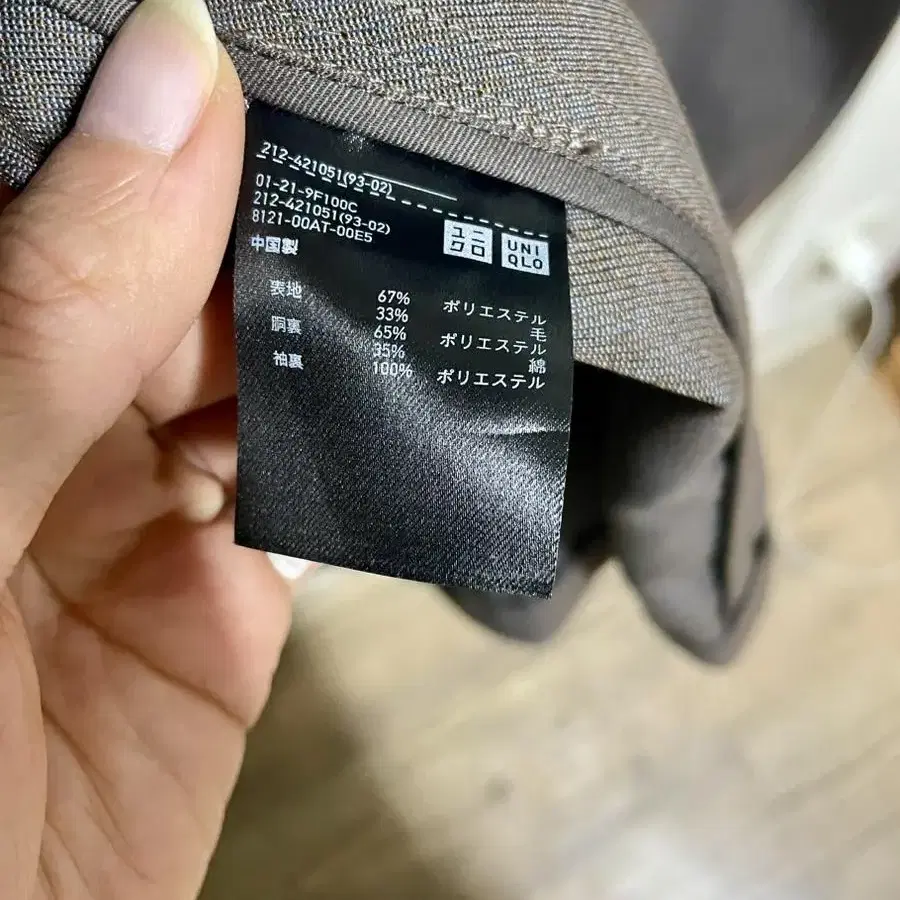 212-421051(93-02)
01-21-9F100C
212-421051(93-02)
8121-00AT-00E5
中国製
ユニ
クロ
UNI
QLO
表地 67% ポリエステル
33% 毛
胴裏 65% ポリエステル
35% 綿
袖裏 100% ポリエステル